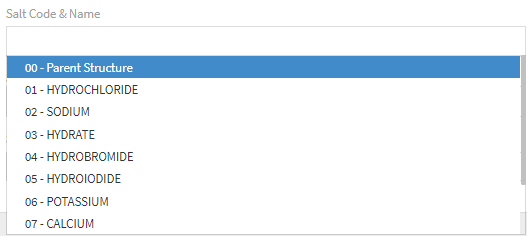 Salt Code & Name
00 - Parent Structure
01 - HYDROCHLORIDE
02 - SODIUM
03 - HYDRATE
04 - HYDROBROMIDE
05 - HYDROIODIDE
06 - POTASSIUM
07 - CALCIUM